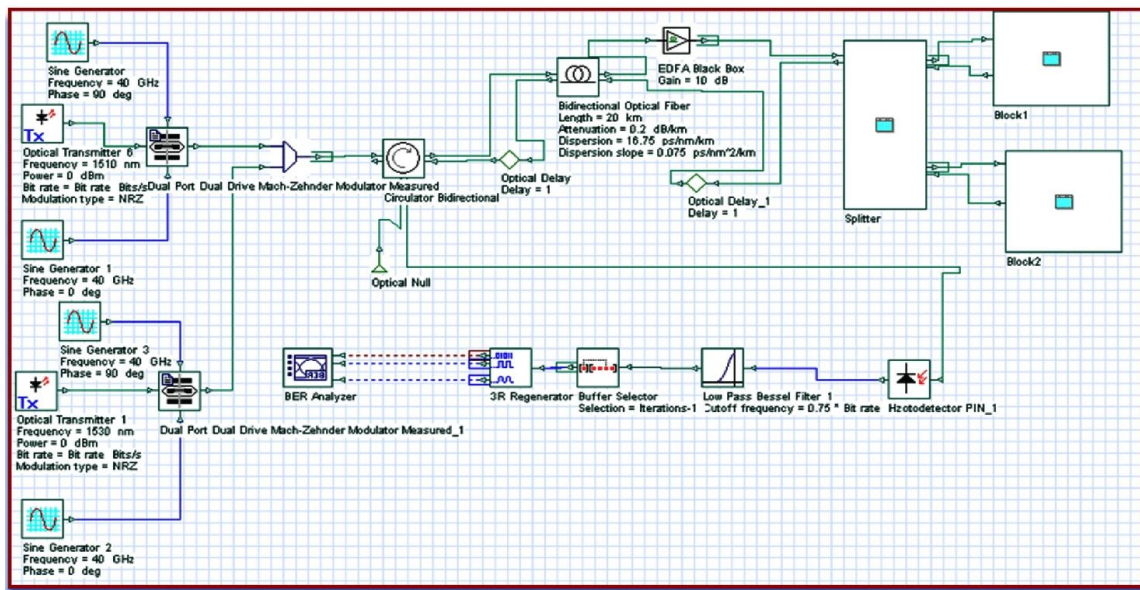 Sine Generator
Frequency = 40 GHz
Phase = 90 deg
Tx
Optical Transmitter 6
Frequency = 1510 nm
Power = 0 dBm
Bit rate = Bit rate Bits/s
Modulation type = NRZ
Dual Port Dual Drive Mach-Zehnder Modulator Measured
Sine Generator 1
Frequency = 40 GHz
Phase = 0 deg
Circulator Bidirectional
Optical Null
Optical Delay
Delay = 1
Bidirectional Optical Fiber
Length = 20 km
Attenuation = 0.2 dB/km
Dispersion = 16.75 ps/nm/km
Dispersion slope = 0.075 ps/nm^2/km
EDFA Black Box
Gain = 10 dB
Optical Delay_1
Delay = 1
Splitter
Block1
Block2
Sine Generator 3
Frequency = 40 GHz
Phase = 90 deg
Tx
Optical Transmitter 1
Frequency = 1530 nm
Power = 0 dBm
Bit rate = Bit rate Bits/s
Modulation type = NRZ
Dual Port Dual Drive Mach-Zehnder Modulator Measured_1
Sine Generator 2
Frequency = 40 GHz
Phase = 0 deg
BER Analyzer
3R Regenerator
Buffer Selector
Selection = Iterations-1
Low Pass Bessel Filter 1
Cutoff frequency = 0.75 * Bit rate
Hzotodetector PIN_1